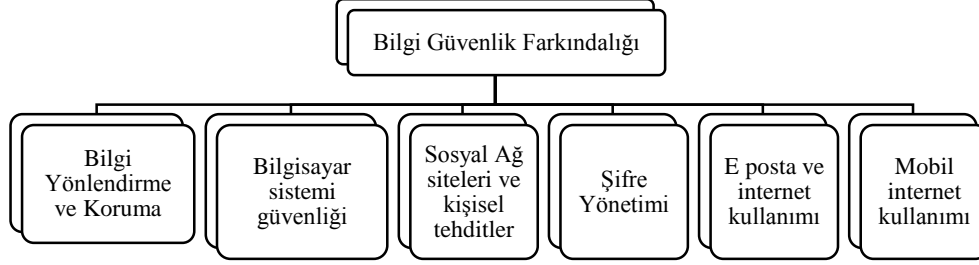 Bilgi Güvenlik Farkındalığı
Bilgi
Yönlendirme
ve Koruma
Bilgisayar
sistemi
güvenliği
Sosyal Ağ
siteleri ve
kişisel
tehditler
Şifre
Yönetimi
E posta ve
internet
kullanımı
Mobil
internet
kullanımı